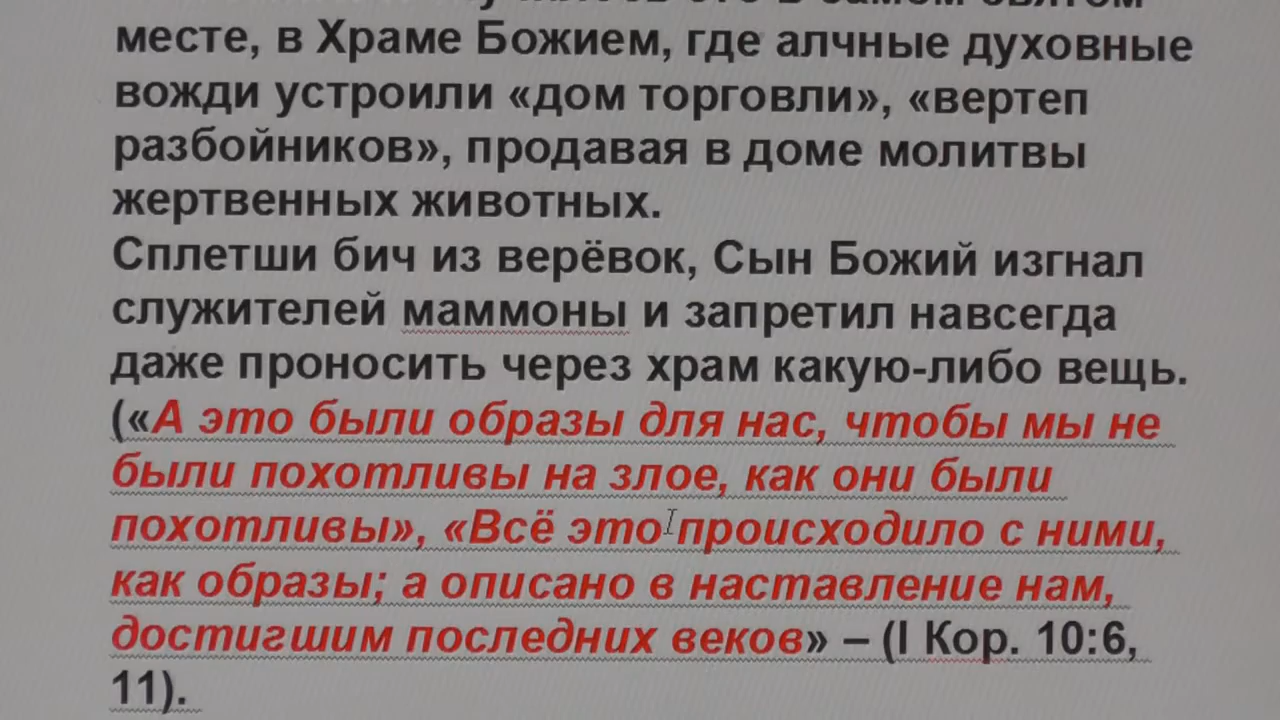 месте, в Храме Божием, где алчные духовные
вожди устроили «дом торговли», «вертеп
разбойников», продавая в доме молитвы
жертвенных животных.
Сплетши бич из верёвок, Сын Божий изгнал
служителей маммоны и запретил навсегда
даже проносить через храм какую-либо вещь.
(«А это были образы для нас, чтобы мы не
были похотливы на злое, как они были
похотливы», «Всё это происходило с ними,
как образы; а описано в наставление нам,
достигшим последних веков» – (I Кор. 10:6,
11).